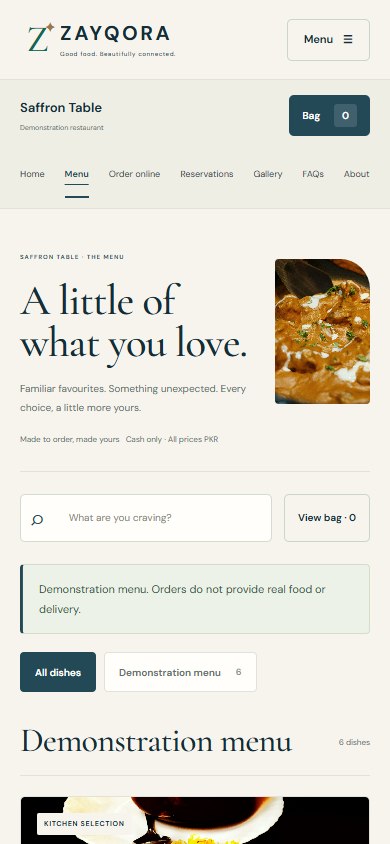 ZAYQORA
Good food. Beautifully connected.
Menu
Saffron Table
Demonstration restaurant
Bag 0
Home Menu Order online Reservations Gallery FAQs About
SAFFRON TABLE · THE MENU
A little of
what you love.
Familiar favourites. Something unexpected. Every
choice, a little more yours.
Made to order, made yours Cash only · All prices PKR
What are you craving?
View bag · 0
Demonstration menu. Orders do not provide real food or
delivery.
All dishes
Demonstration menu 6
Demonstration menu
6 dishes
KITCHEN SELECTION